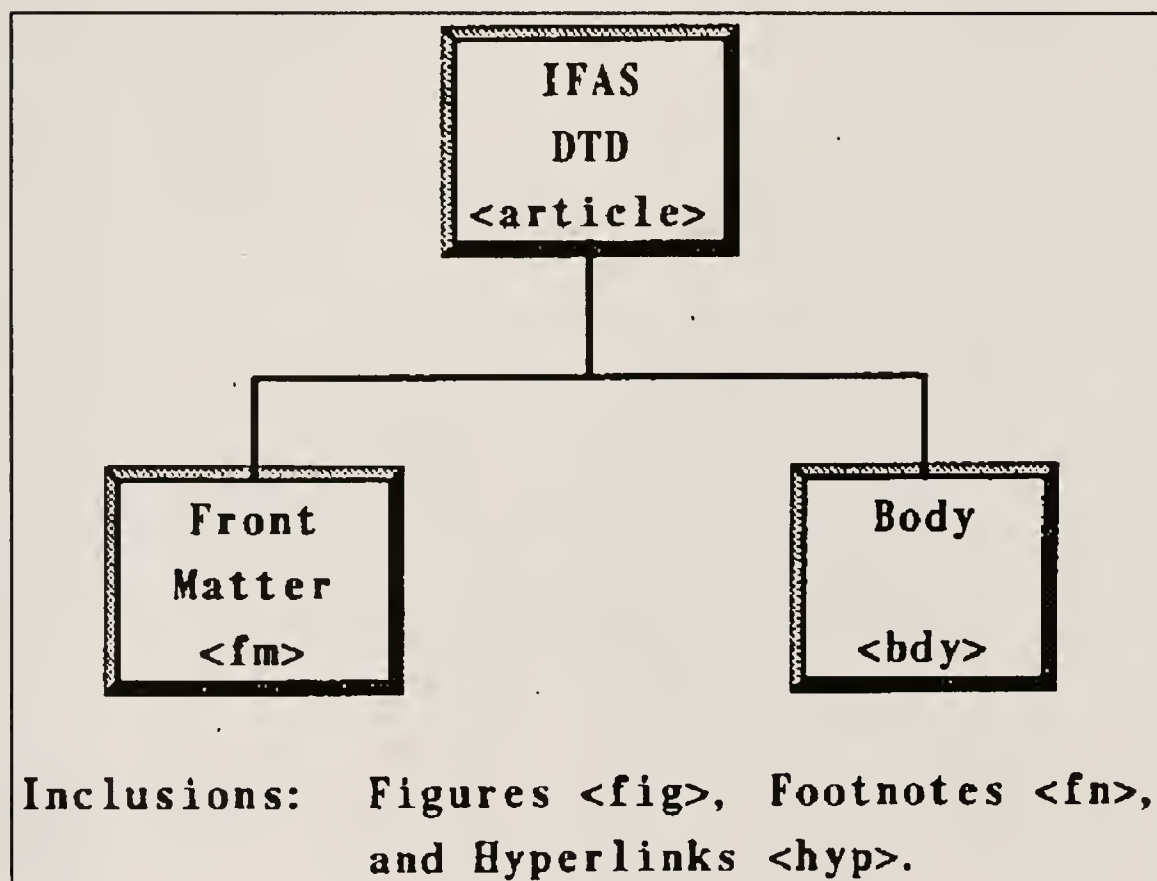 IFAS
DTD
<article>
Front
Matter
<fm>
Body
<bdy>
Inclusions: Figures <fig>, Footnotes <fn>,
and Hyperlinks <hyp>.